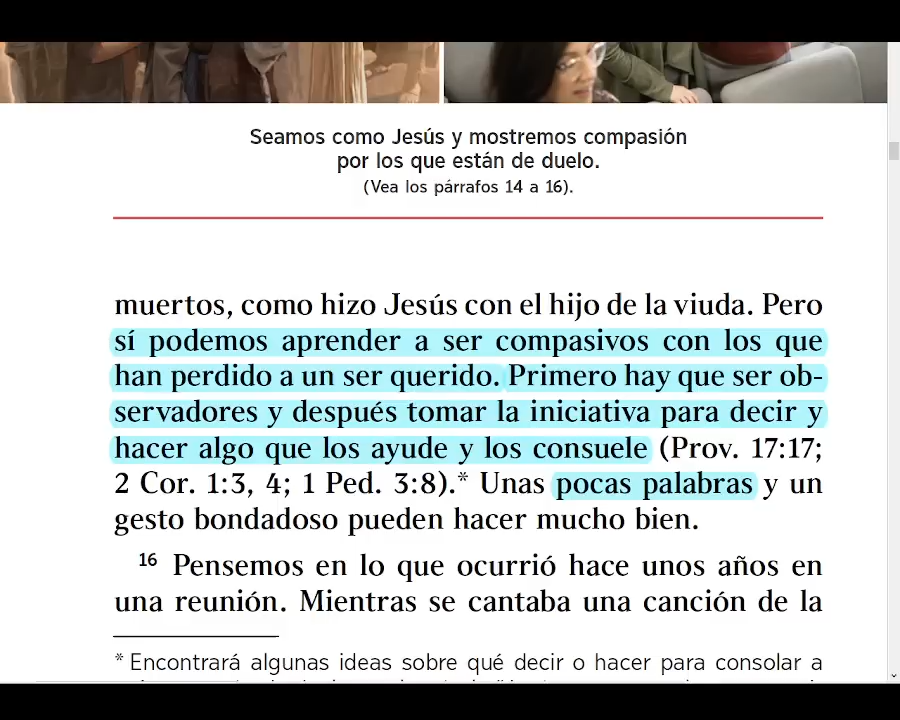 Seamos como Jesús y mostremos compasión
por los que están de duelo.
(Vea los párrafos 14 a 16).
muertos, como hizo Jesús con el hijo de la viuda. Pero
sí podemos aprender a ser compasivos con los que
han perdido a un ser querido. Primero hay que ser ob-
servadores y después tomar la iniciativa para decir y
hacer algo que los ayude y los consuele (Prov. 17:17;
2 Cor. 1:3, 4; 1 Ped. 3:8).* Unas pocas palabras y un
gesto bondadoso pueden hacer mucho bien.
16 Pensemos en lo que ocurrió hace unos años en
una reunión. Mientras se cantaba una canción de la
* Encontrará algunas ideas sobre qué decir o hacer para consolar a